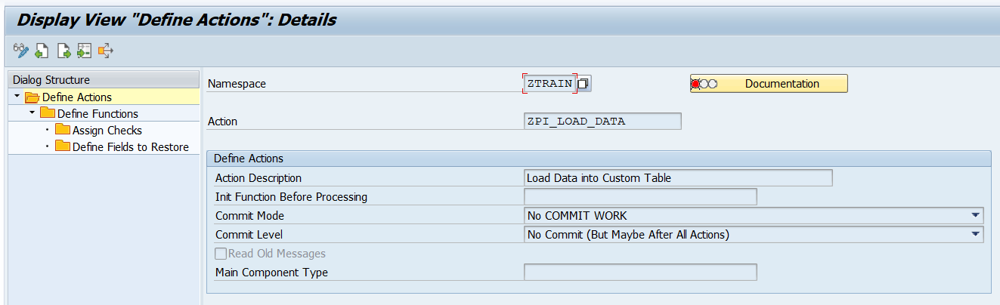 Display View "Define Actions": Details
Dialog Structure
Define Actions
Define Functions
Assign Checks
Define Fields to Restore
Namespace ZTRAIN Documentation
Action ZPI_LOAD_DATA
Define Actions
Action Description Load Data into Custom Table
Init Function Before Processing
Commit Mode No COMMIT WORK
Commit Level No Commit (But Maybe After All Actions)
Read Old Messages
Main Component Type